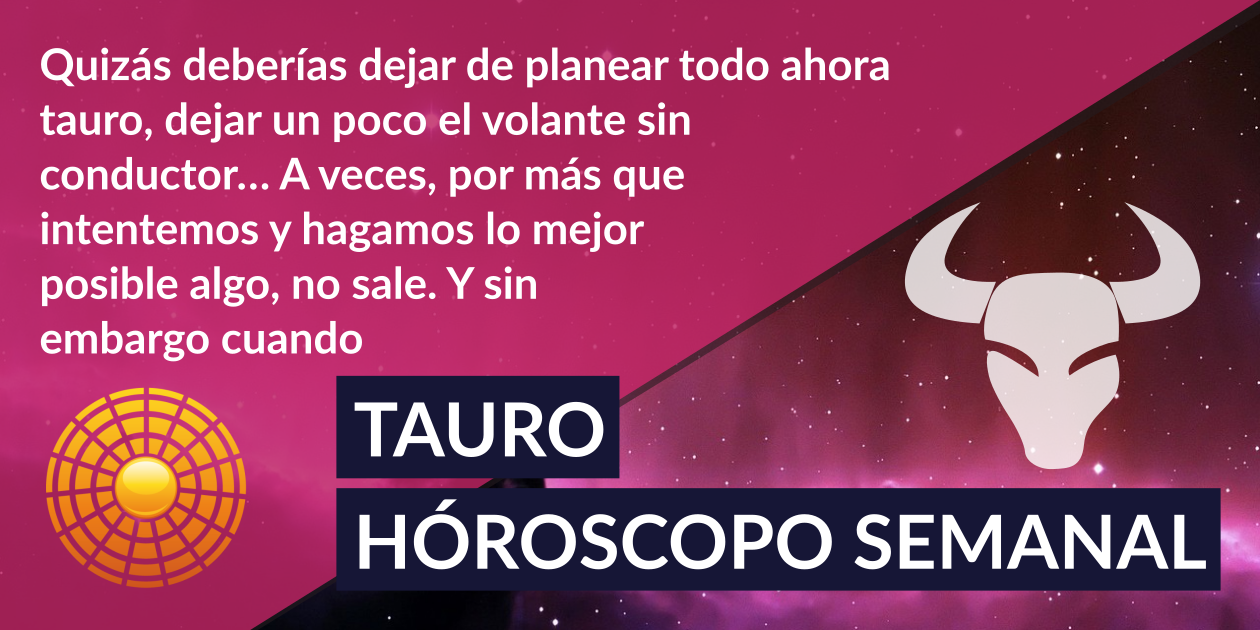 Quizás deberías dejar de planear todo ahora
tauro, dejar un poco el volante sin
conductor... A veces, por más que
intentemos y hagamos lo mejor
posible algo, no sale. Y sin
embargo cuando
TAURO
HÓROSCOPO SEMANAL